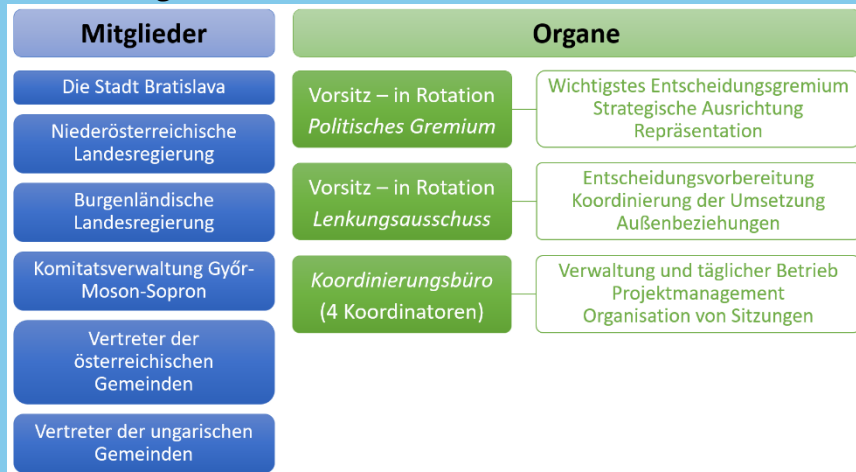 Mitglieder
Die Stadt Bratislava
Niederösterreichische
Landesregierung
Burgenländische
Landesregierung
Komitatsverwaltung Győr-
Moson-Sopron
Vertreter der
österreichischen
Gemeinden
Vertreter der ungarischen
Gemeinden
Organe
Vorsitz – in Rotation
Politisches Gremium
Wichtigstes Entscheidungsgremium
Strategische Ausrichtung
Repräsentation
Vorsitz – in Rotation
Lenkungsausschuss
Entscheidungsvorbereitung
Koordinierung der Umsetzung
Außenbeziehungen
Koordinierungsbüro
(4 Koordinatoren)
Verwaltung und täglicher Betrieb
Projektmanagement
Organisation von Sitzungen